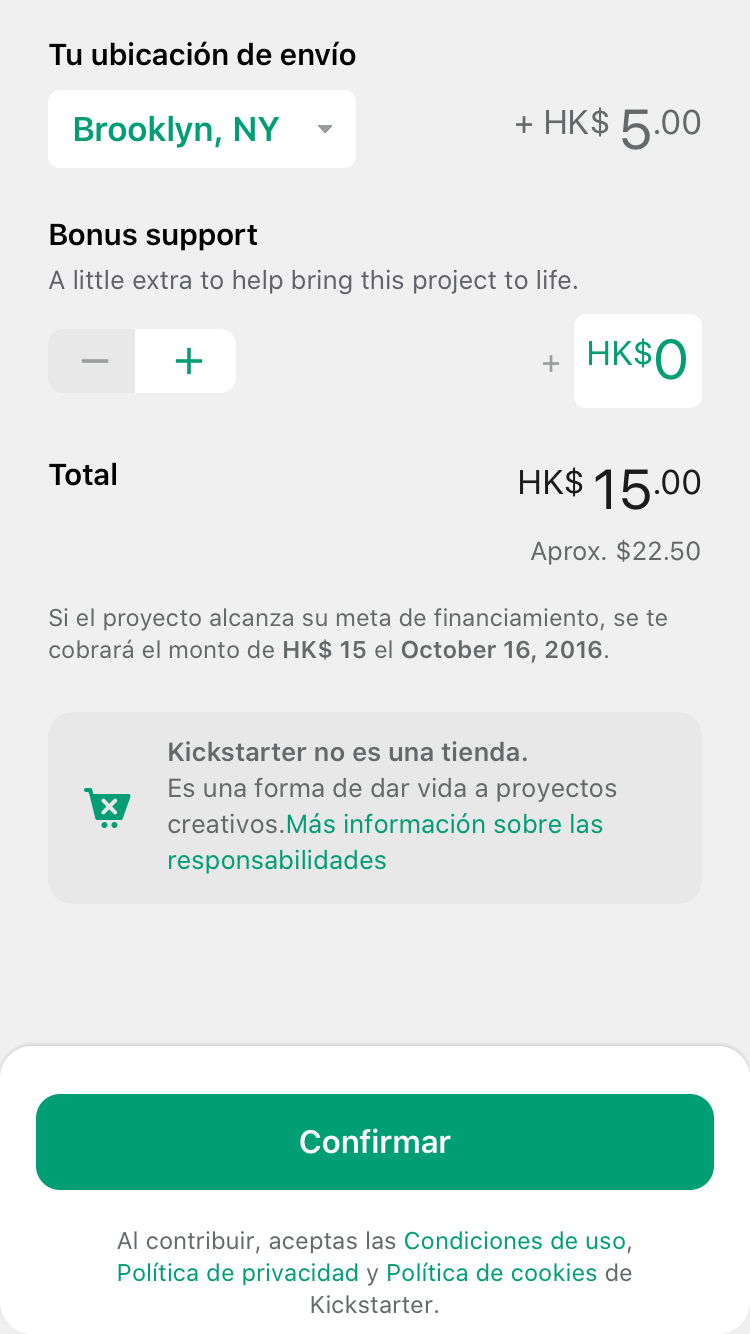 Tu ubicación de envío
Brooklyn, NY
+ HK$ 5.00
Bonus support
A little extra to help bring this project to life.
+ HK$0
Total
HK$ 15.00
Aprox. $22.50
Si el proyecto alcanza su meta de financiamiento, se te
cobrará el monto de HK$ 15 el October 16, 2016.
Kickstarter no es una tienda.
Es una forma de dar vida a proyectos
creativos.Más información sobre las
responsabilidades
Confirmar
Al contribuir, aceptas las Condiciones de uso,
Política de privacidad y Política de cookies de
Kickstarter.